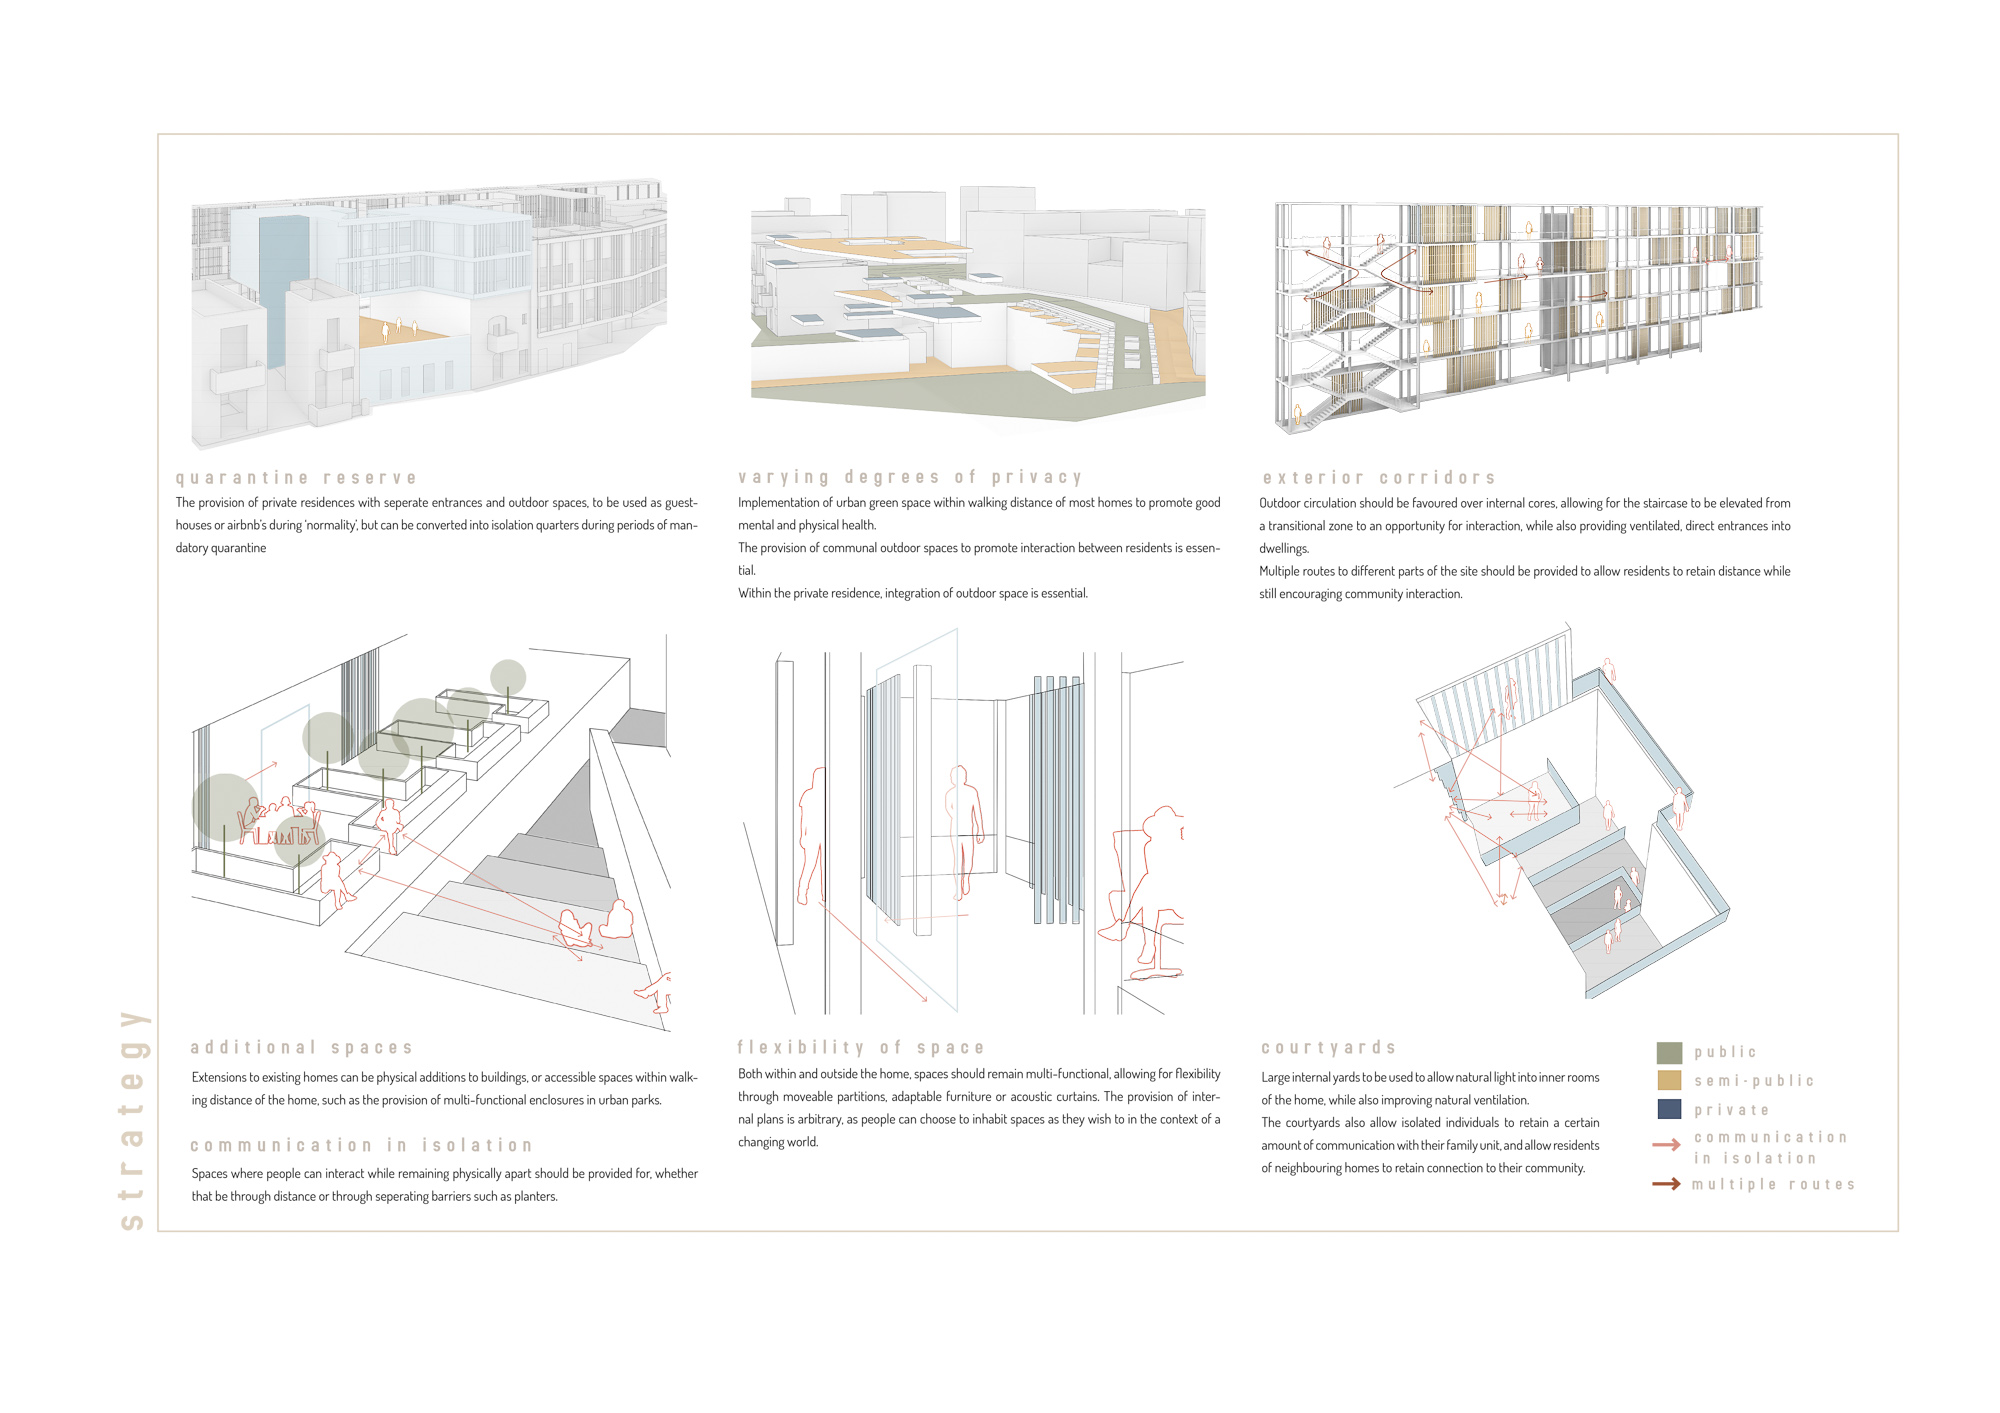 strategy
quarantine reserve
The provision of private residences with seperate entrances and outdoor spaces, to be used as guest-
houses or airbnb's during 'normality', but can be converted into isolation quarters during periods of man-
datory quarantine
varying degrees of privacy
Implementation of urban green space within walking distance of most homes to promote good
mental and physical health.
The provision of communal outdoor spaces to promote interaction between residents is essen-
tial.
Within the private residence, integration of outdoor space is essential.
exterior corridors
Outdoor circulation should be favoured over internal cores, allowing for the staircase to be elevated from
a transitional zone to an opportunity for interaction, while also providing ventilated, direct entrances into
dwellings.
Multiple routes to different parts of the site should be provided to allow residents to retain distance while
still encouraging community interaction.
additional spaces
Extensions to existing homes can be physical additions to buildings, or accessible spaces within walk-
ing distance of the home, such as the provision of multi-functional enclosures in urban parks.
communication in isolation
Spaces where people can interact while remaining physically apart should be provided for, whether
that be through distance or through seperating barriers such as planters.
flexibility of space
Both within and outside the home, spaces should remain multi-functional, allowing for flexibility
through moveable partitions, adaptable furniture or acoustic curtains. The provision of inter-
nal plans is arbitrary, as people can choose to inhabit spaces as they wish to in the context of a
changing world.
courtyards
Large internal yards to be used to allow natural light into inner rooms
of the home, while also improving natural ventilation.
The courtyards also allow isolated individuals to retain a certain
amount of communication with their family unit, and allow residents
of neighbouring homes to retain connection to their community.
public
semi-public
private
communication
in isolation
multiple routes